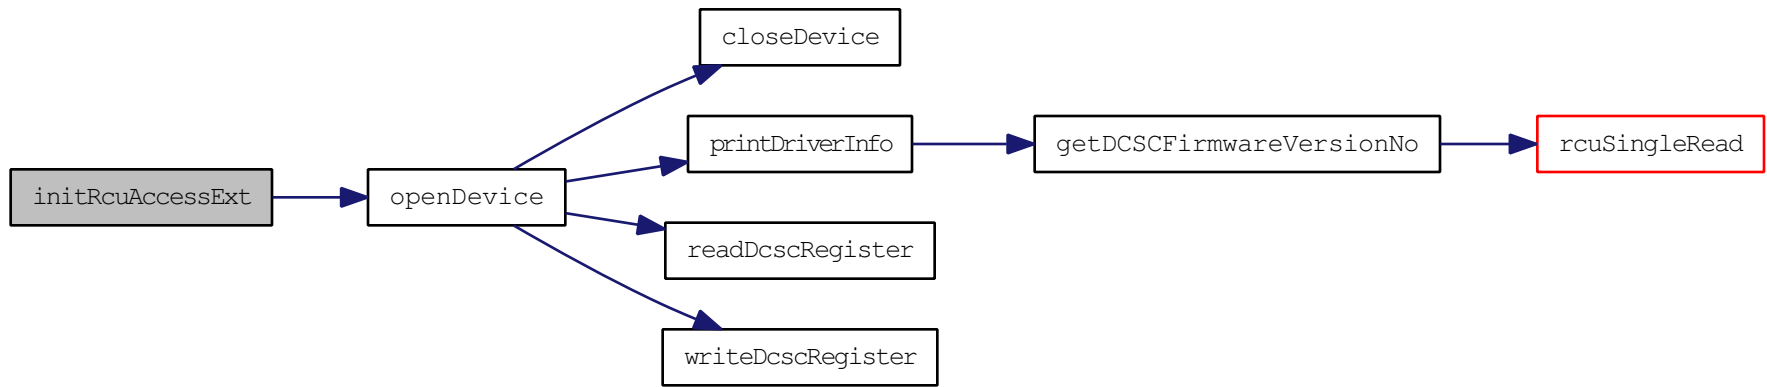 closeDevice
printDriverInfo
getDCSCFirmwareVersionNo
rcuSingleRead
initRcuAccessExt
openDevice
readDcscRegister
writeDcscRegister